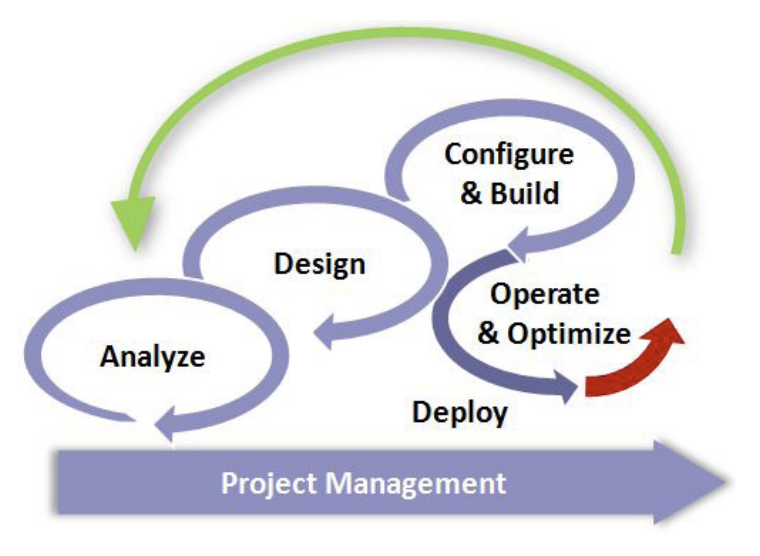 Configure
& Build
Design
Operate
& Optimize
Analyze
Deploy
Project Management